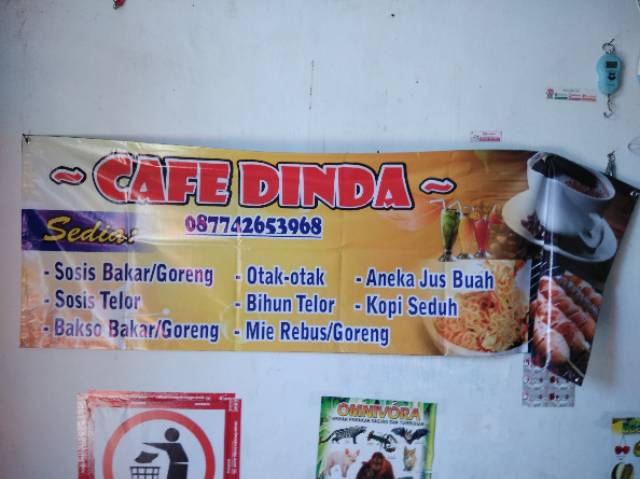 ~ CAFE DINDA ~
Sedia:
087742653968
- Sosis Bakar/Goreng
- Sosis Telor
- Bakso Bakar/Goreng
- Otak-otak
- Bihun Telor
- Mie Rebus/Goreng
- Aneka Jus Buah
- Kopi Seduh
OMNIVORA